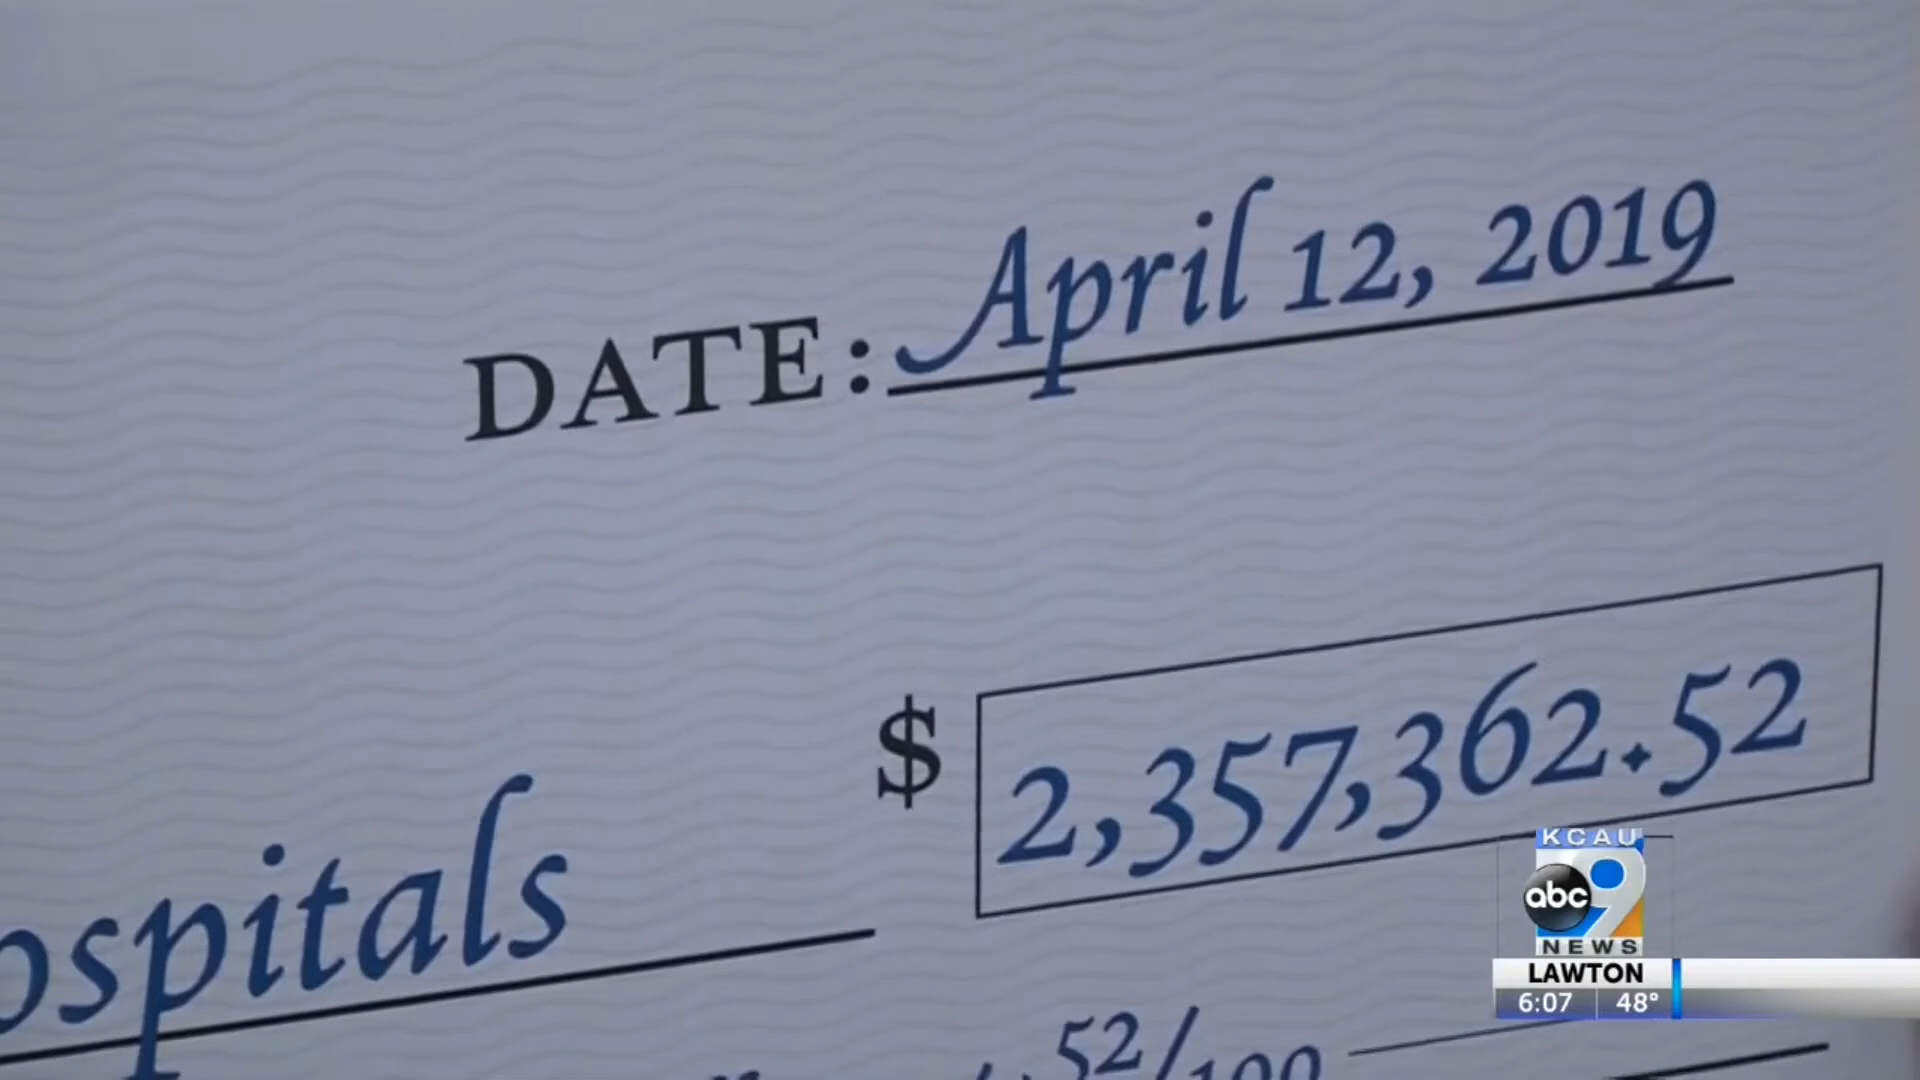 DATE: April 12, 2019
$ 2,357,362.52
ospitals
52/100
KCAU
abc 9
NEWS
LAWTON
6:07 48°